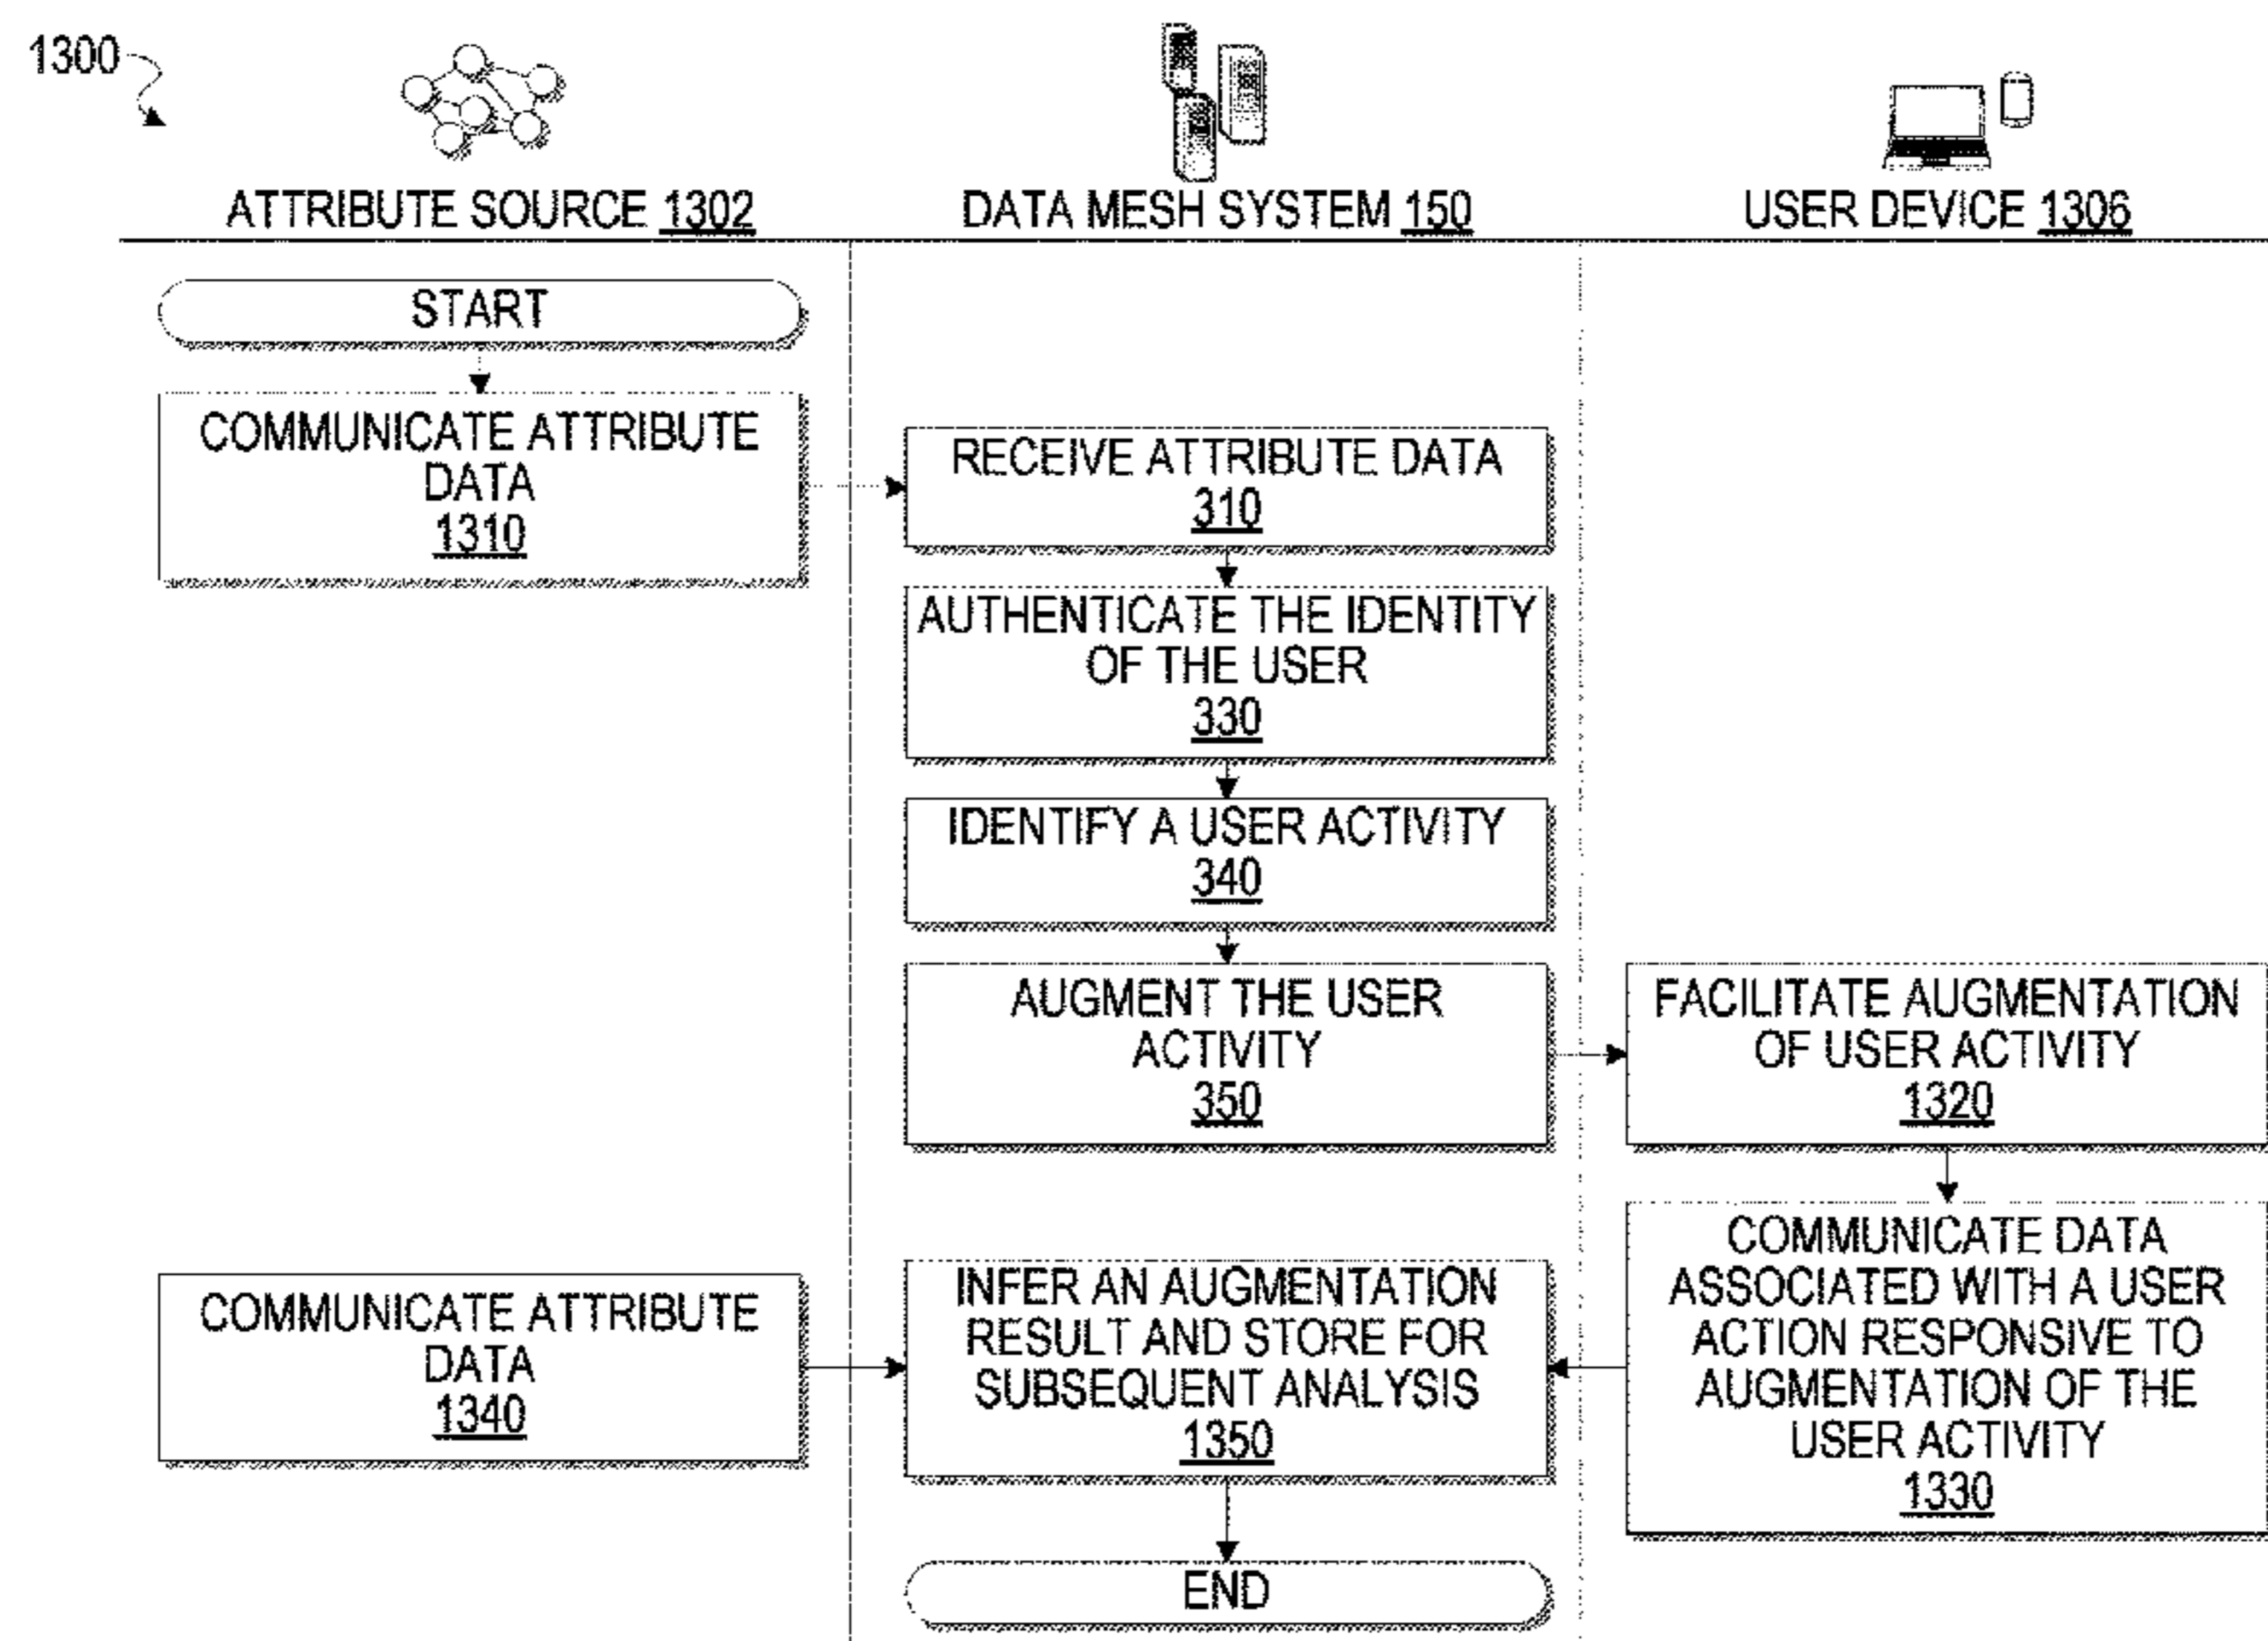 1300
ATTRIBUTE SOURCE 1302
DATA MESH SYSTEM 150
USER DEVICE 1306
START
COMMUNICATE ATTRIBUTE
DATA
1310
RECEIVE ATTRIBUTE DATA
310
AUTHENTICATE THE IDENTITY
OF THE USER
330
IDENTIFY A USER ACTIVITY
340
AUGMENT THE USER
ACTIVITY
350
FACILITATE AUGMENTATION
OF USER ACTIVITY
1320
COMMUNICATE DATA
ASSOCIATED WITH A USER
ACTION RESPONSIVE TO
AUGMENTATION OF THE
USER ACTIVITY
1330
COMMUNICATE ATTRIBUTE
DATA
1340
INFER AN AUGMENTATION
RESULT AND STORE FOR
SUBSEQUENT ANALYSIS
1350
END